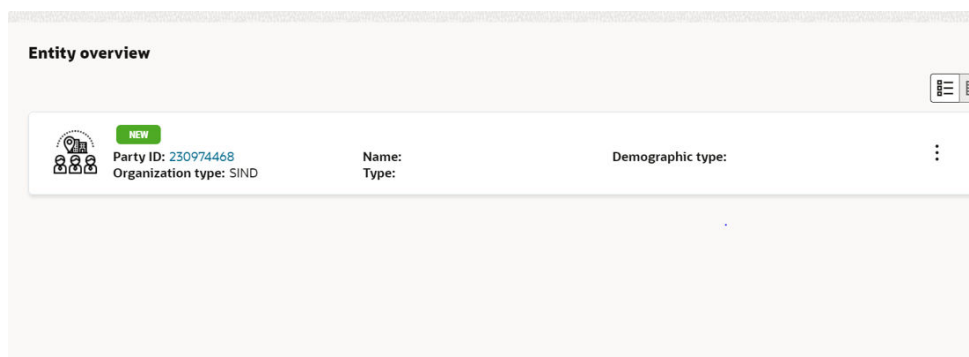 Entity overview
NEW
Party ID: 230974468 Name: Demographic type:
Organization type: SIND Type: